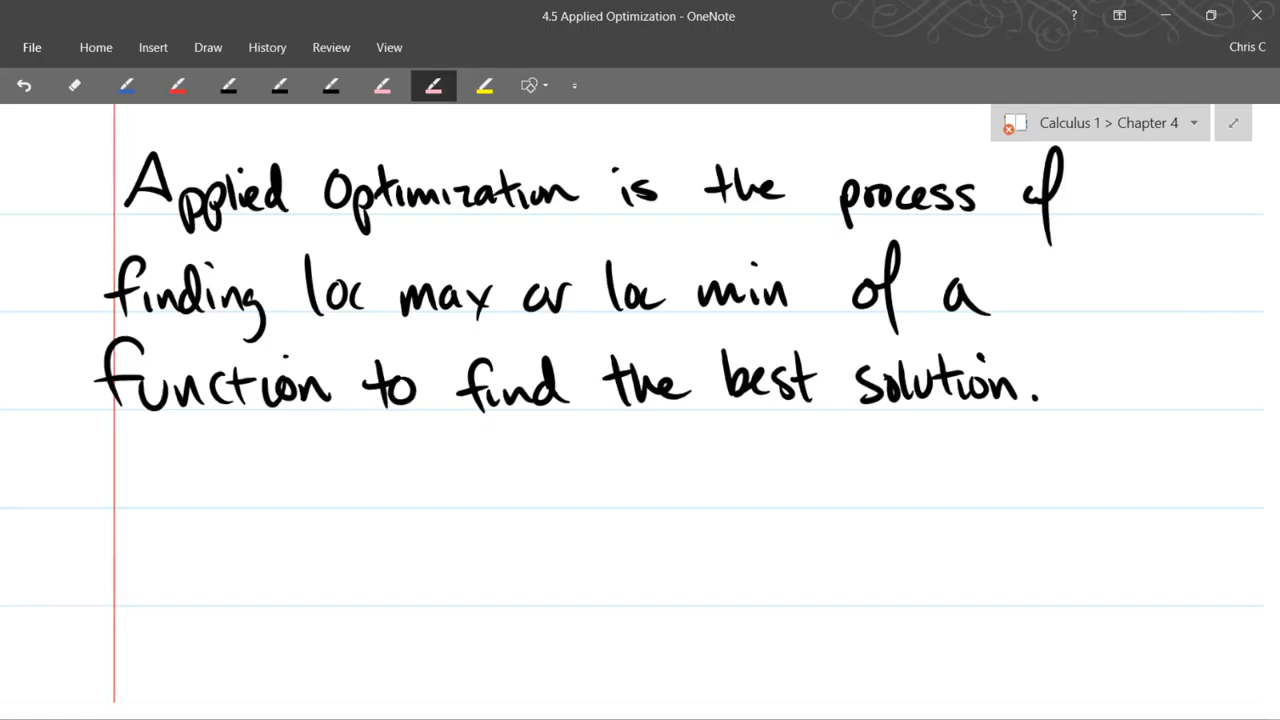 4.5 Applied Optimization - OneNote
?
File Home Insert Draw History Review View Chris C
Calculus 1 > Chapter 4
Applied Optimization is the process of
finding loc max or loc min of a
function to find the best solution.